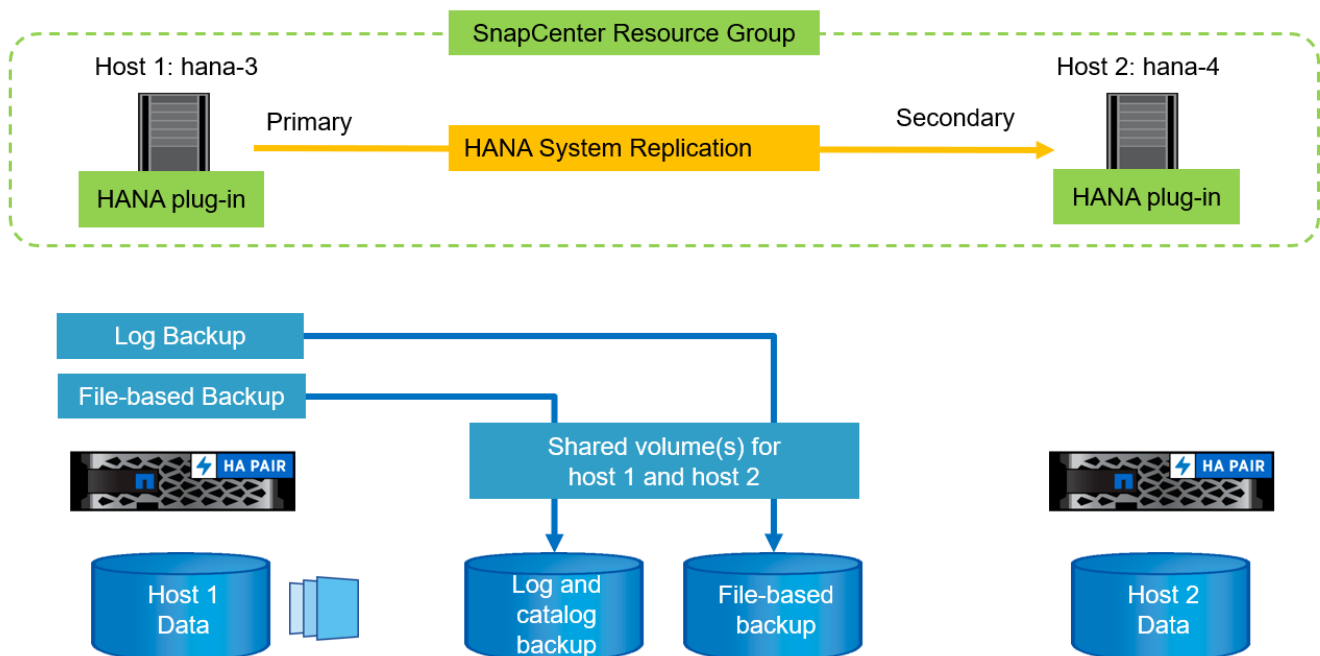 SnapCenter Resource Group
Host 1: hana-3
Host 2: hana-4
Primary
Secondary
HANA System Replication
HANA plug-in
HANA plug-in
Log Backup
File-based Backup
Shared volume(s) for
host 1 and host 2
HA PAIR
HA PAIR
Host 1
Data
Log and
catalog
backup
File-based
backup
Host 2
Data